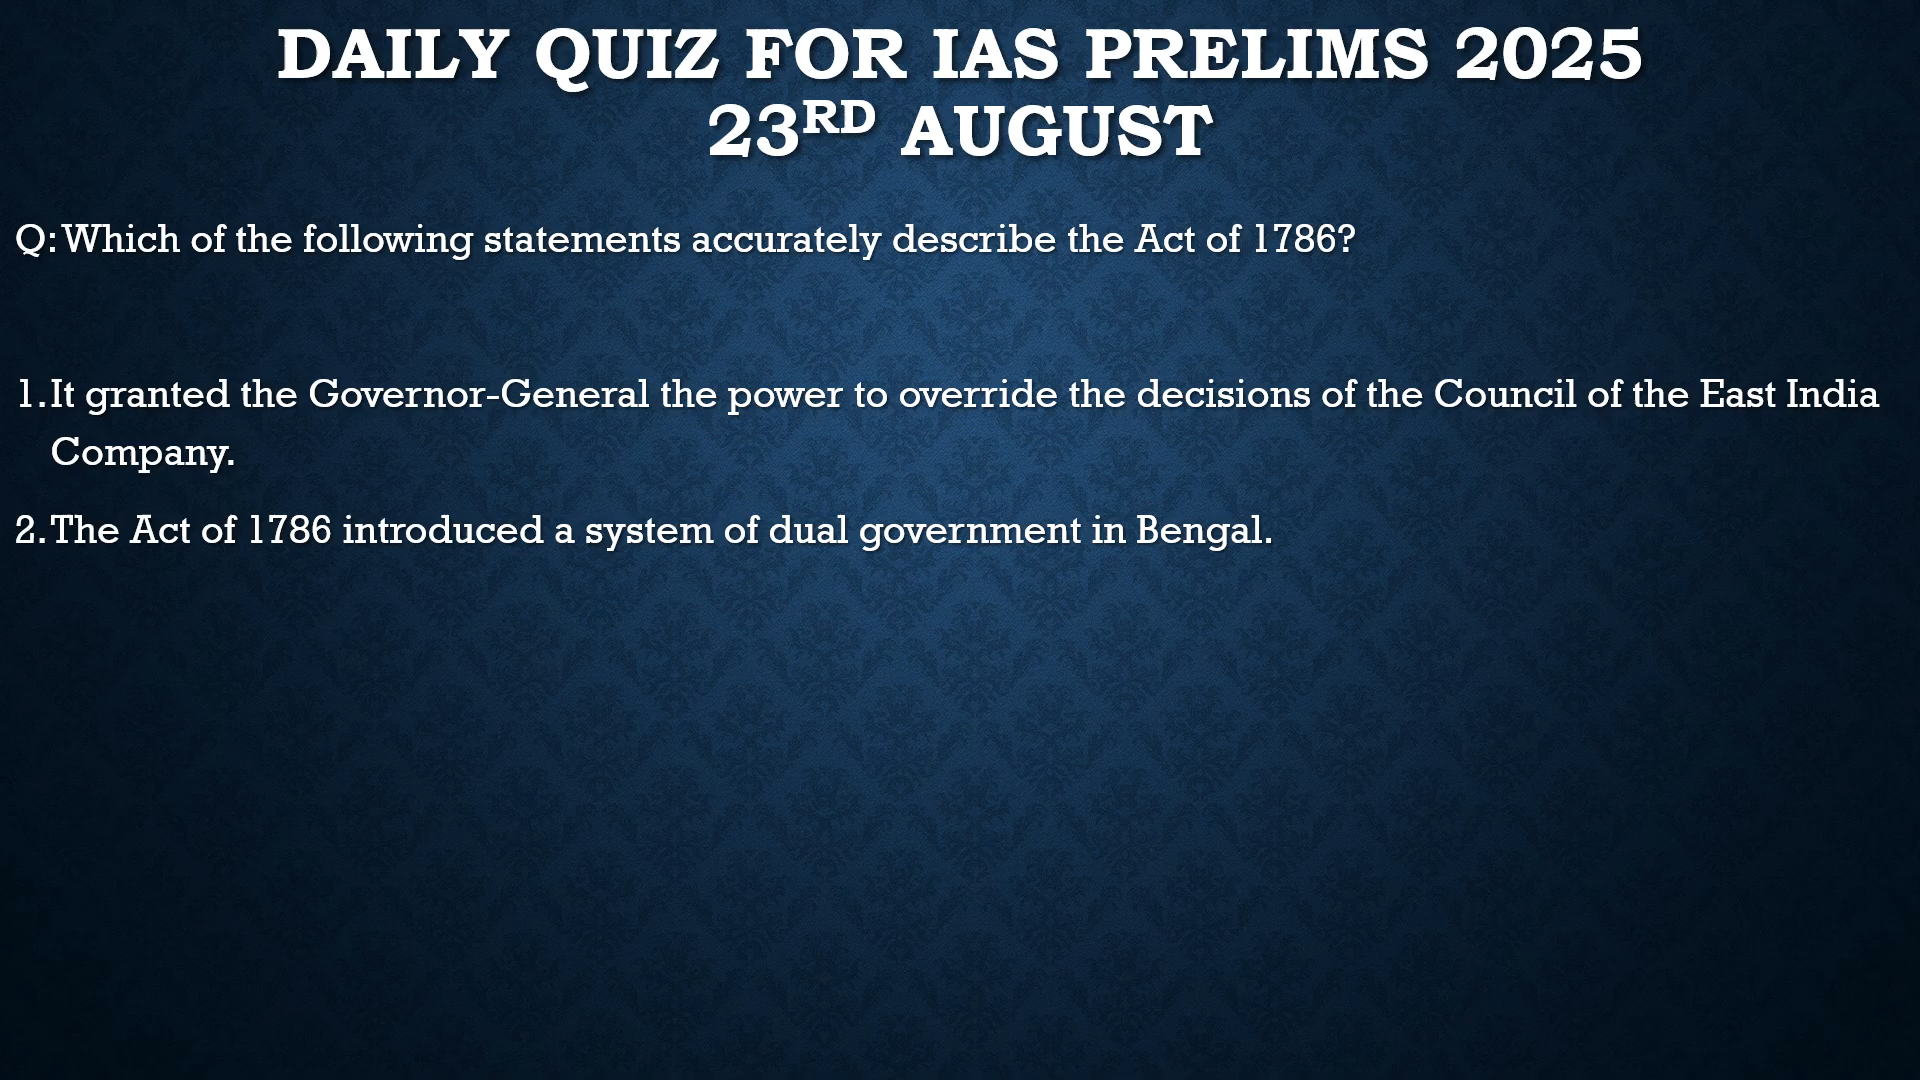 DAILY QUIZ FOR IAS PRELIMS 2025
23RD AUGUST
Q: Which of the following statements accurately describe the Act of 1786?
1. It granted the Governor-General the power to override the decisions of the Council of the East India
Company.
2. The Act of 1786 introduced a system of dual government in Bengal.